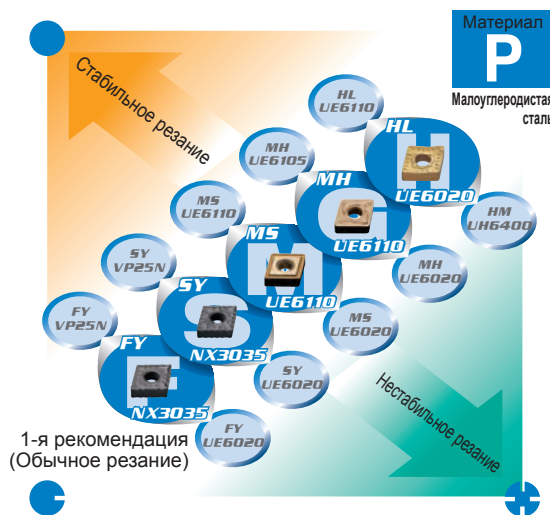 Материал
P
Малоуглеродистая
сталь
Стабильное резание
HL
UE6110
HL
H
UE6020
MH
UE6105
MH
C
UE6110
HM
UH6400
MS
UE6110
MS
M
UE6110
MH
UE6020
SY
VP25N
SY
S
NX3035
MS
UE6020
FY
VP25N
FY
F
NX3035
SY
UE6020
FY
UE6020
Нестабильное резание
1-я рекомендация
(Обычное резание)